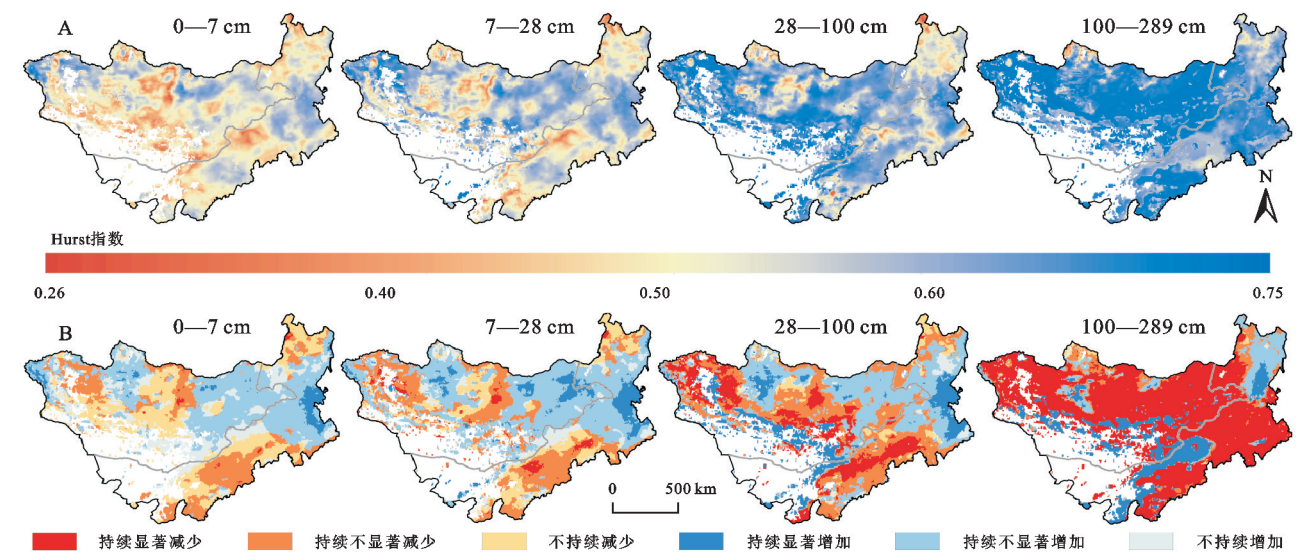 A 0—7 cm 7—28 cm 28—100 cm 100—289 cm
N
Hurst指数
0.26 0.40 0.50 0.60 0.75
B 0—7 cm 7—28 cm 28—100 cm 100—289 cm
0 500 km
持续显著减少 持续不显著减少 不持续减少 持续显著增加 持续不显著增加 不持续增加